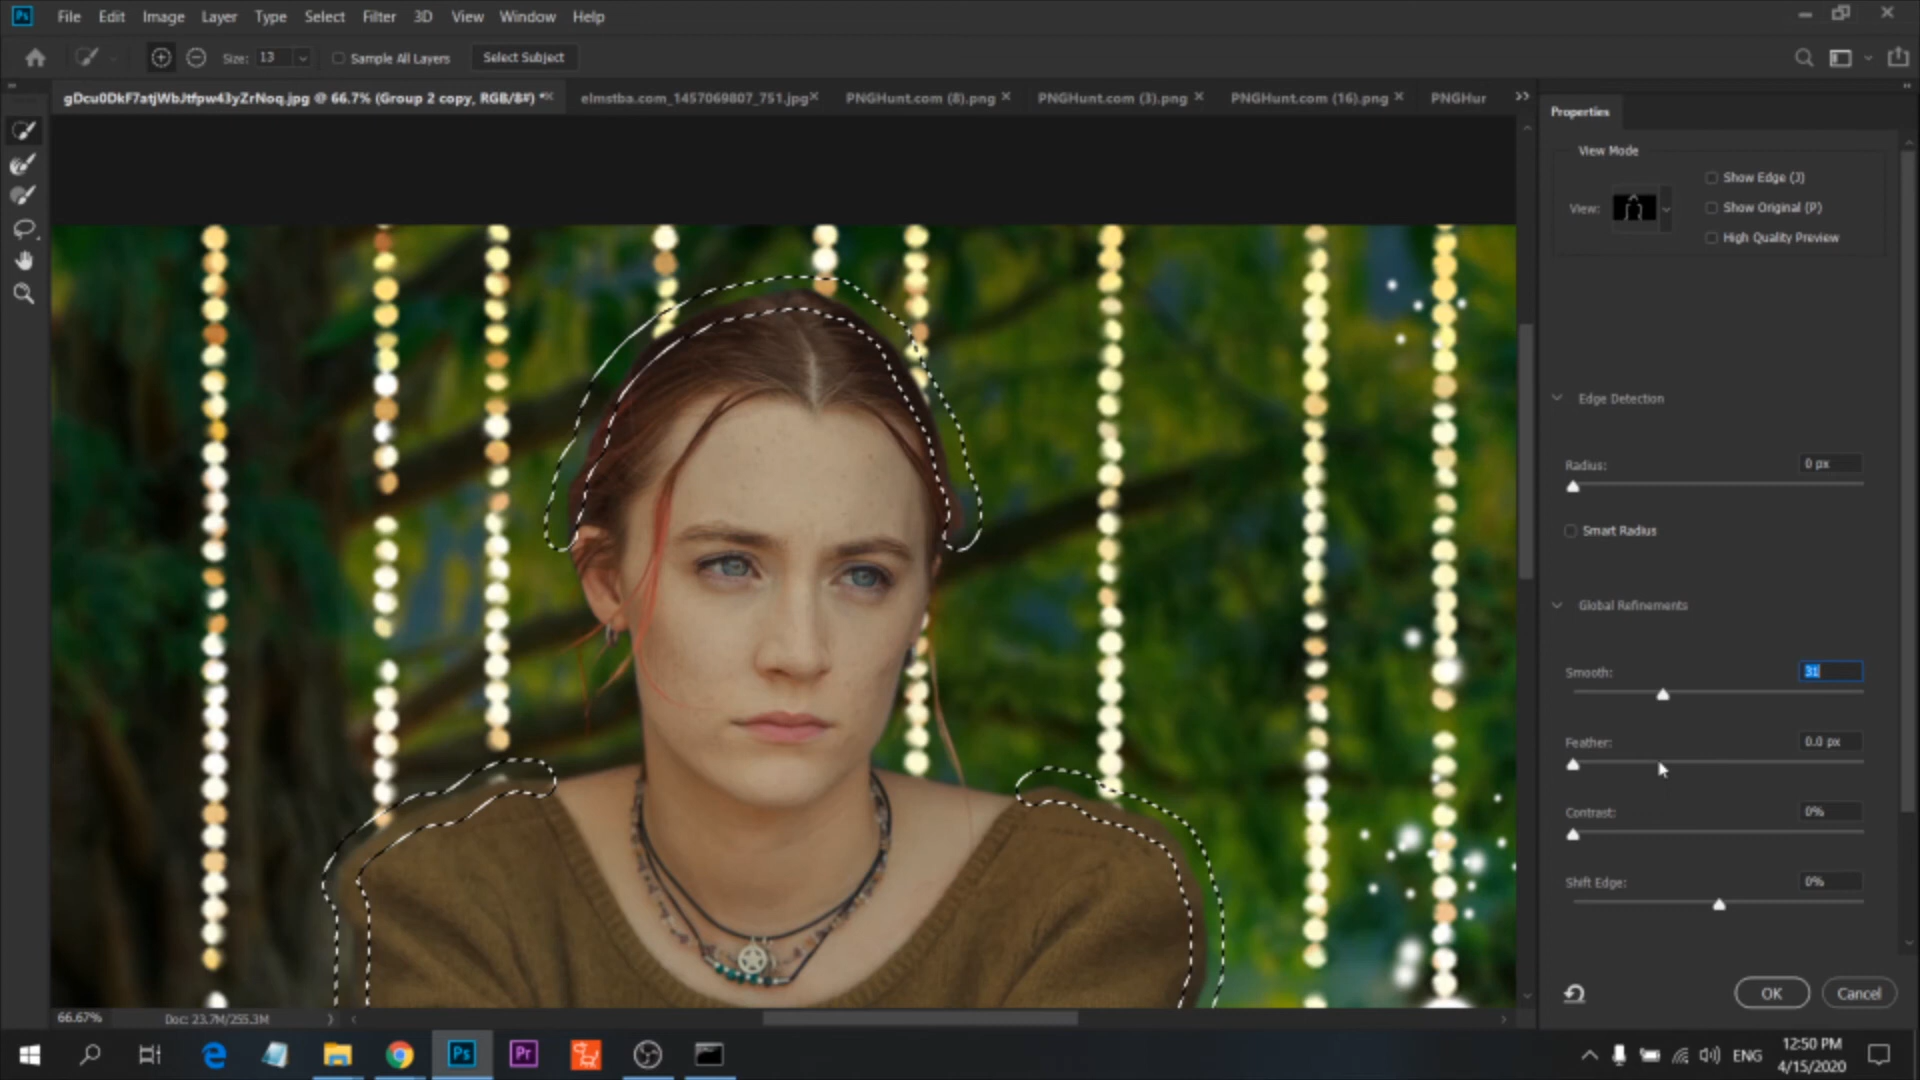 Ps File Edit Image Layer Type Select Filter 3D View Window Help
Size: 13 Sample All Layers Select Subject
gDcu0DkF7atjWbJtfpw43yZrNoq.jpg @ 66.7% (Group 2 copy, RGB/8#) * elmstba.com_1457069807_751.jpg PNGHunt.com (8).png PNGHunt.com (3).png PNGHunt.com (16).png PNGHur
Properties
View Mode
Show Edge (J)
View: Show Original (P)
High Quality Preview
Edge Detection
Radius: 0 px
Smart Radius
Global Refinements
Smooth: 31
Feather: 0.0 px
Contrast: 0%
Shift Edge: 0%
OK Cancel
66.67% Doc: 23.7M/255.3M
Ps Pr ENG 12:50 PM
4/15/2020